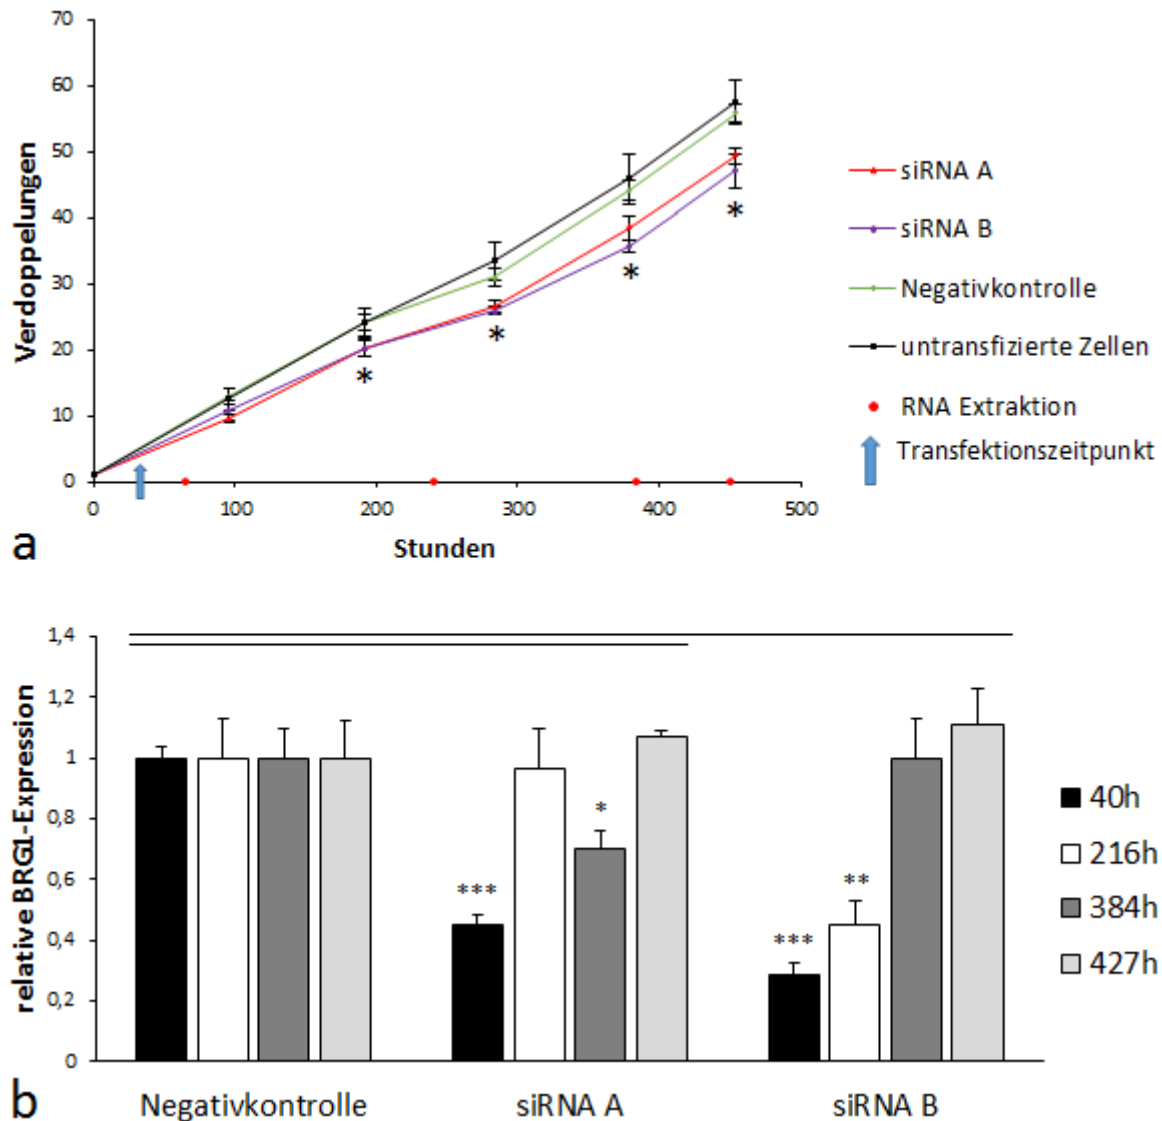 70
60
50
40
30
20
10
0
Verdoppelungen
*
*
*
*
0 100 200 300 400 500
Stunden
siRNA A
siRNA B
Negativkontrolle
untransfizierte Zellen
RNA Extraktion
Transfektionszeitpunkt
a
1,4
1,2
1
0,8
0,6
0,4
0,2
0
relative BRG1-Expression
***
*
***
**
Negativkontrolle siRNA A siRNA B
40h
216h
384h
427h
b